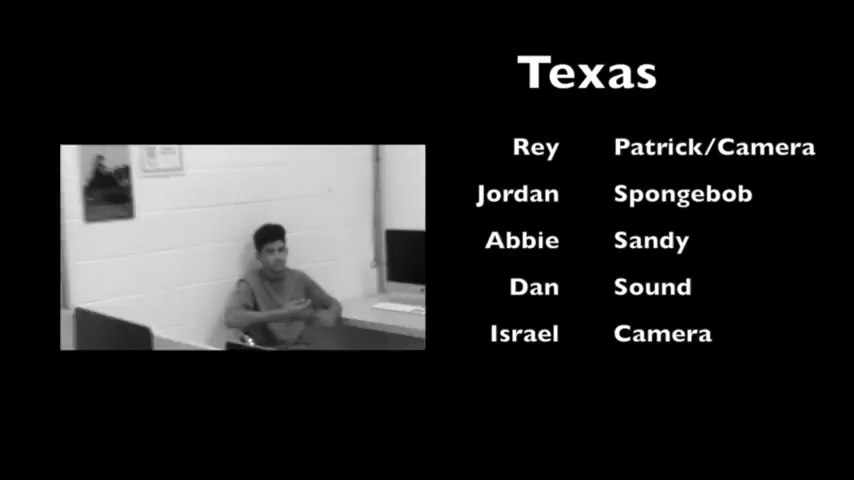 Texas
Rey Patrick/Camera
Jordan Spongebob
Abbie Sandy
Dan Sound
Israel Camera